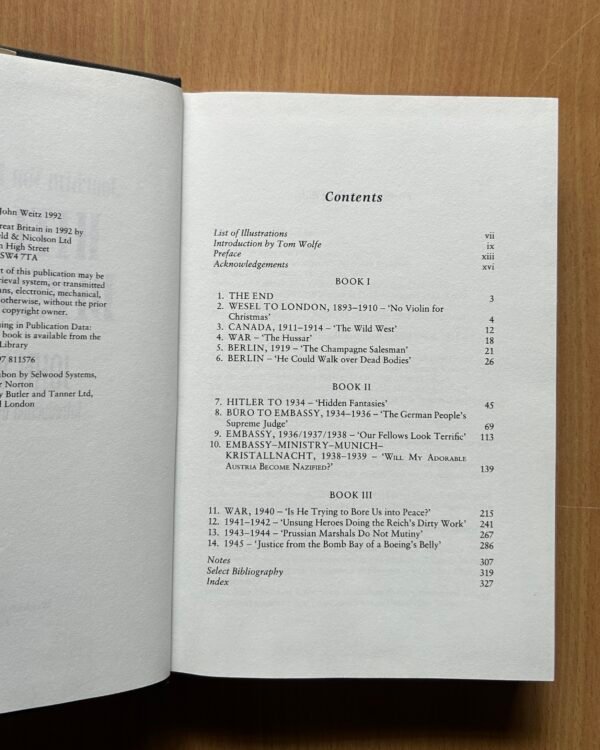 John Weitz 1992
reat Britain in 1992 by
ld & Nicolson Ltd
m High Street
SW4 7TA
rt of this publication may be
rieval system, or transmitted
ans, electronic, mechanical,
otherwise, without the prior
copyright owner.
ning in Publication Data:
book is available from the
Library
97 811576
bon by Selwood Systems,
r Norton
y Butler and Tanner Ltd,
d London
Contents
List of Illustrations vii
Introduction by Tom Wolfe ix
Preface xiii
Acknowledgements xvi
BOOK I
1. THE END 3
2. WESEL TO LONDON, 1893–1910 – ‘No Violin for
Christmas’ 4
3. CANADA, 1911–1914 – ‘The Wild West’ 12
4. WAR – ‘The Hussar’ 18
5. BERLIN, 1919 – ‘The Champagne Salesman’ 21
6. BERLIN – ‘He Could Walk over Dead Bodies’ 26
BOOK II
7. HITLER TO 1934 – ‘Hidden Fantasies’ 45
8. BÜRO TO EMBASSY, 1934–1936 – ‘The German People’s
Supreme Judge’ 69
9. EMBASSY, 1936/1937/1938 – ‘Our Fellows Look Terrific’ 113
10. EMBASSY–MINISTRY–MUNICH–
KRISTALLNACHT, 1938–1939 – ‘Will My Adorable
Austria Become Nazified?’ 139
BOOK III
11. WAR, 1940 – ‘Is He Trying to Bore Us into Peace?’ 215
12. 1941–1942 – ‘Unsung Heroes Doing the Reich’s Dirty Work’ 241
13. 1943–1944 – ‘Prussian Marshals Do Not Mutiny’ 267
14. 1945 – ‘Justice from the Bomb Bay of a Boeing’s Belly’ 286
Notes 307
Select Bibliography 319
Index 327